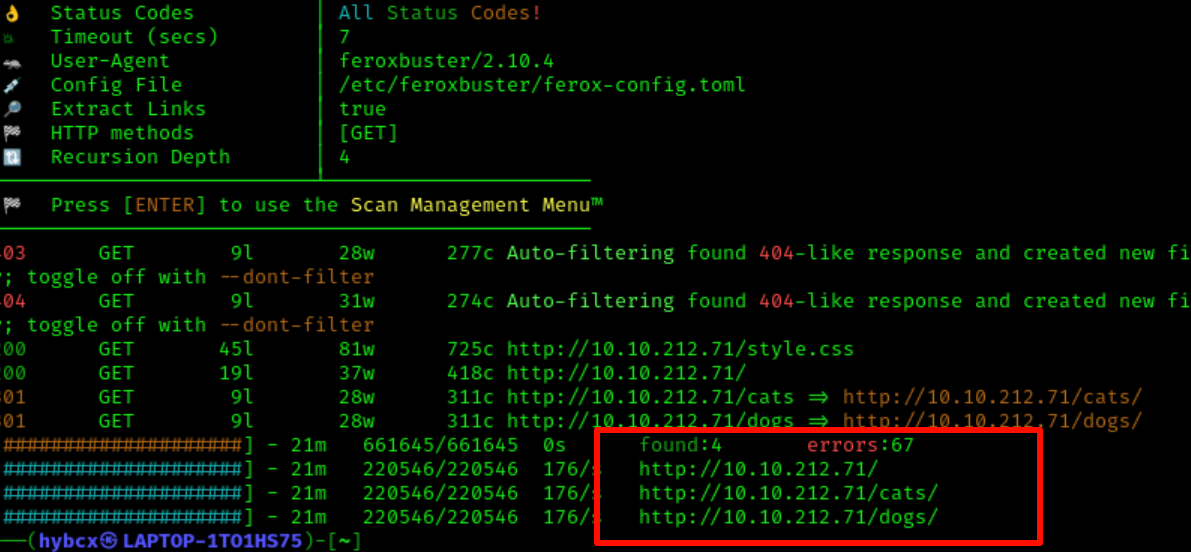 Status Codes │ All Status Codes!
Timeout (secs) │ 7
User-Agent │ feroxbuster/2.10.4
Config File │ /etc/feroxbuster/ferox-config.toml
Extract Links │ true
HTTP methods │ [GET]
Recursion Depth │ 4
Press [ENTER] to use the Scan Management Menu™
03 GET 9l 28w 277c Auto-filtering found 404-like response and created new fi
; toggle off with --dont-filter
04 GET 9l 31w 274c Auto-filtering found 404-like response and created new fi
; toggle off with --dont-filter
00 GET 45l 81w 725c http://10.10.212.71/style.css
00 GET 19l 37w 418c http://10.10.212.71/
01 GET 9l 28w 311c http://10.10.212.71/cats => http://10.10.212.71/cats/
01 GET 9l 28w 311c http://10.10.212.71/dogs => http://10.10.212.71/dogs/
####################] - 21m 661645/661645 0s found:4 errors:67
####################] - 21m 220546/220546 176/s http://10.10.212.71/
####################] - 21m 220546/220546 176/s http://10.10.212.71/cats/
####################] - 21m 220546/220546 176/s http://10.10.212.71/dogs/
──(hybcx㉿LAPTOP-1TO1HS75)-[~]